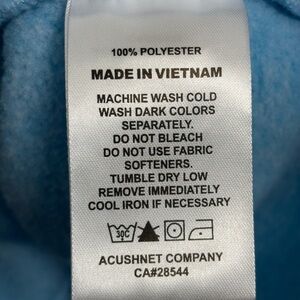 100% POLYESTER
MADE IN VIETNAM
MACHINE WASH COLD
WASH DARK COLORS
SEPARATELY.
DO NOT BLEACH
DO NOT USE FABRIC
SOFTENERS.
TUMBLE DRY LOW
REMOVE IMMEDIATELY
COOL IRON IF NECESSARY
30C
ACUSHNET COMPANY
CA#28544